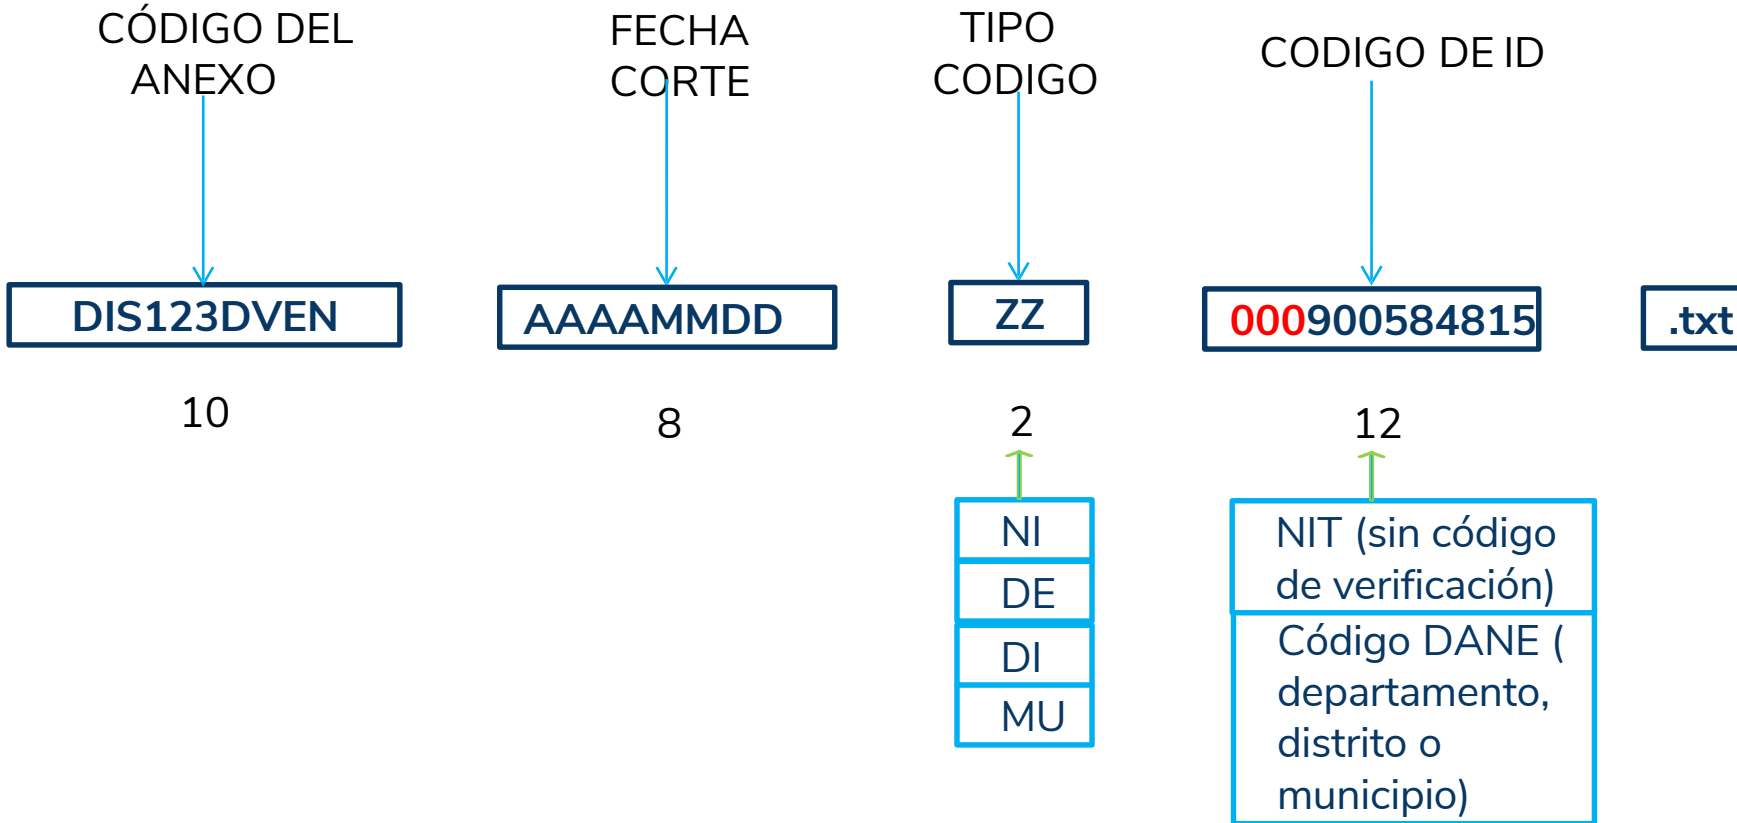 CÓDIGO DEL
ANEXO
FECHA
CORTE
TIPO
CODIGO
CODIGO DE ID
DIS123DVEN
AAAAMMDD
ZZ
000900584815
.txt
10
8
2
12
NI
DE
DI
MU
NIT (sin código
de verificación)
Código DANE (
departamento,
distrito o
municipio)